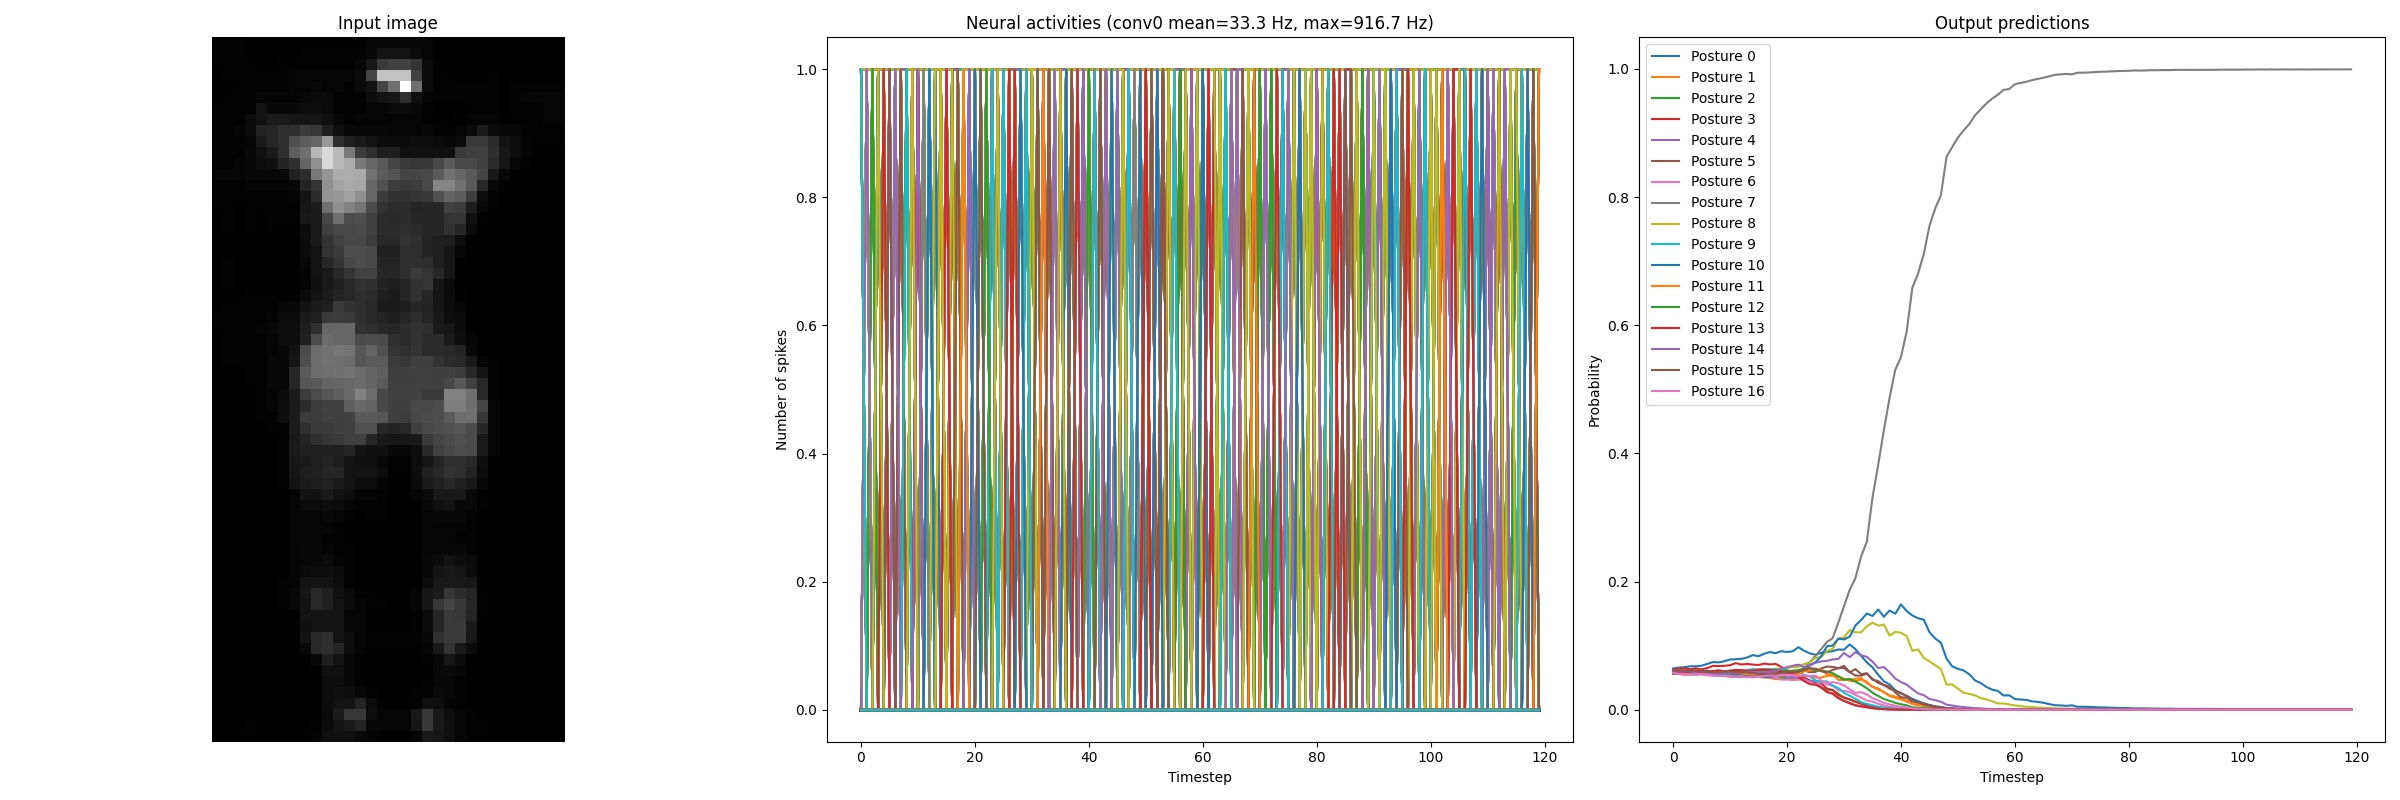 Input image
Neural activities (conv0 mean=33.3 Hz, max=916.7 Hz)
Number of spikes
1.0
0.8
0.6
0.4
0.2
0.0
0 20 40 60 80 100 120
Timestep
Output predictions
Probability
1.0
0.8
0.6
0.4
0.2
0.0
Posture 0
Posture 1
Posture 2
Posture 3
Posture 4
Posture 5
Posture 6
Posture 7
Posture 8
Posture 9
Posture 10
Posture 11
Posture 12
Posture 13
Posture 14
Posture 15
Posture 16
0 20 40 60 80 100 120
Timestep